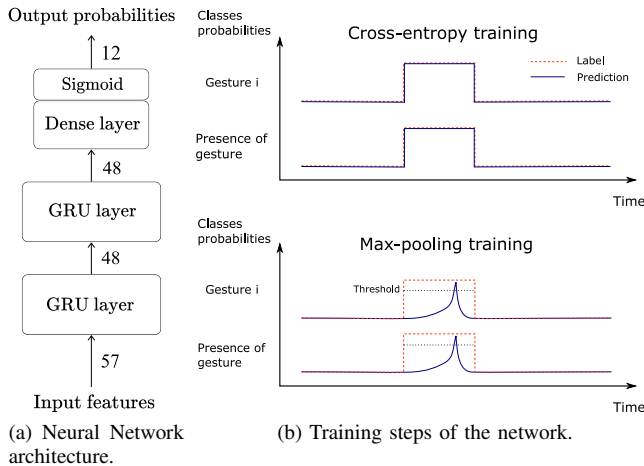 Output probabilities
12
Sigmoid
Dense layer
48
GRU layer
48
GRU layer
57
Input features
(a) Neural Network
architecture.
Classes
probabilities
Cross-entropy training
Label
Prediction
Gesture i
Presence of
gesture
Time
Classes
probabilities
Max-pooling training
Gesture i
Threshold
Presence of
gesture
Time
(b) Training steps of the network.